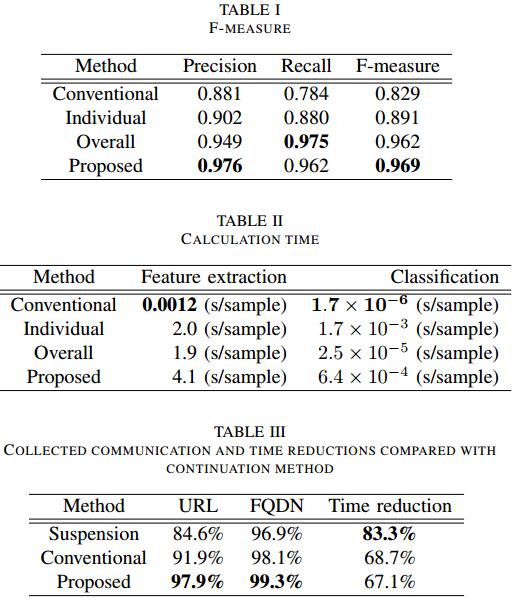 TABLE I
F-MEASURE
Method Precision Recall F-measure
Conventional 0.881 0.784 0.829
Individual 0.902 0.880 0.891
Overall 0.949 0.975 0.962
Proposed 0.976 0.962 0.969
TABLE II
CALCULATION TIME
Method Feature extraction Classification
Conventional 0.0012 (s/sample) 1.7 × 10⁻⁶ (s/sample)
Individual 2.0 (s/sample) 1.7 × 10⁻³ (s/sample)
Overall 1.9 (s/sample) 2.5 × 10⁻⁵ (s/sample)
Proposed 4.1 (s/sample) 6.4 × 10⁻⁴ (s/sample)
TABLE III
COLLECTED COMMUNICATION AND TIME REDUCTIONS COMPARED WITH
CONTINUATION METHOD
Method URL FQDN Time reduction
Suspension 84.6% 96.9% 83.3%
Conventional 91.9% 98.1% 68.7%
Proposed 97.9% 99.3% 67.1%